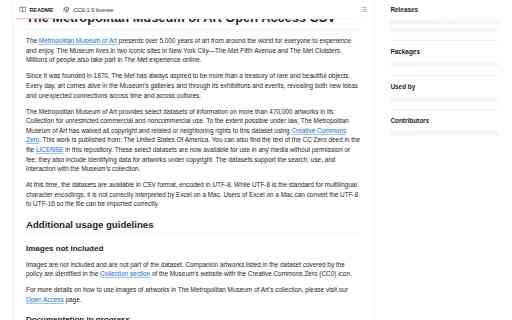 README
CC0-1.0 license
The Metropolitan Museum of Art Open Access CSV
The Metropolitan Museum of Art presents over 5,000 years of art from around the world for everyone to experience
and enjoy. The Museum lives in two iconic sites in New York City—The Met Fifth Avenue and The Met Cloisters.
Millions of people also take part in The Met experience online.
Since it was founded in 1870, The Met has always aspired to be more than a treasury of rare and beautiful objects.
Every day, art comes alive in the Museum's galleries and through its exhibitions and events, revealing both new ideas
and unexpected connections across time and across cultures.
The Metropolitan Museum of Art provides select datasets of information on more than 470,000 artworks in its
Collection for unrestricted commercial and noncommercial use. To the extent possible under law, The Metropolitan
Museum of Art has waived all copyright and related or neighboring rights to this dataset using Creative Commons
Zero. This work is published from: The United States Of America. You can also find the text of the CC Zero deed in the
file LICENSE in this repository. These select datasets are now available for use in any media without permission or
fee; they also include identifying data for artworks under copyright. The datasets support the search, use, and
interaction with the Museum's collection.
At this time, the datasets are available in CSV format, encoded in UTF-8. While UTF-8 is the standard for multilingual
character encodings, it is not correctly interpreted by Excel on a Mac. Users of Excel on a Mac can convert the UTF-8
to UTF-16 so the file can be imported correctly.
Additional usage guidelines
Images not included
Images are not included and are not part of the dataset. Companion artworks listed in the dataset covered by the
policy are identified in the Collection section of the Museum's website with the Creative Commons Zero (CC0) icon.
For more details on how to use images of artworks in The Metropolitan Museum of Art's collection, please visit our
Open Access page.
Documentation in progress
Releases
Packages
Used by
Contributors